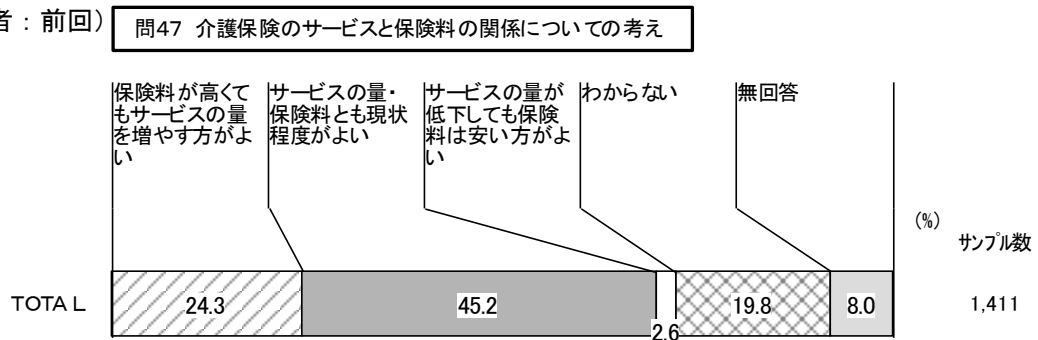 者：前回)
問47 介護保険のサービスと保険料の関係についての考え
保険料が高くて
もサービスの量
を増やす方がよ
い
サービスの量・
保険料とも現状
程度がよい
サービスの量が
低下しても保険
料は安い方がよ
い
わからない
無回答
(%)
サンプル数
TOTAL
24.3
45.2
2.6
19.8
8.0
1,411